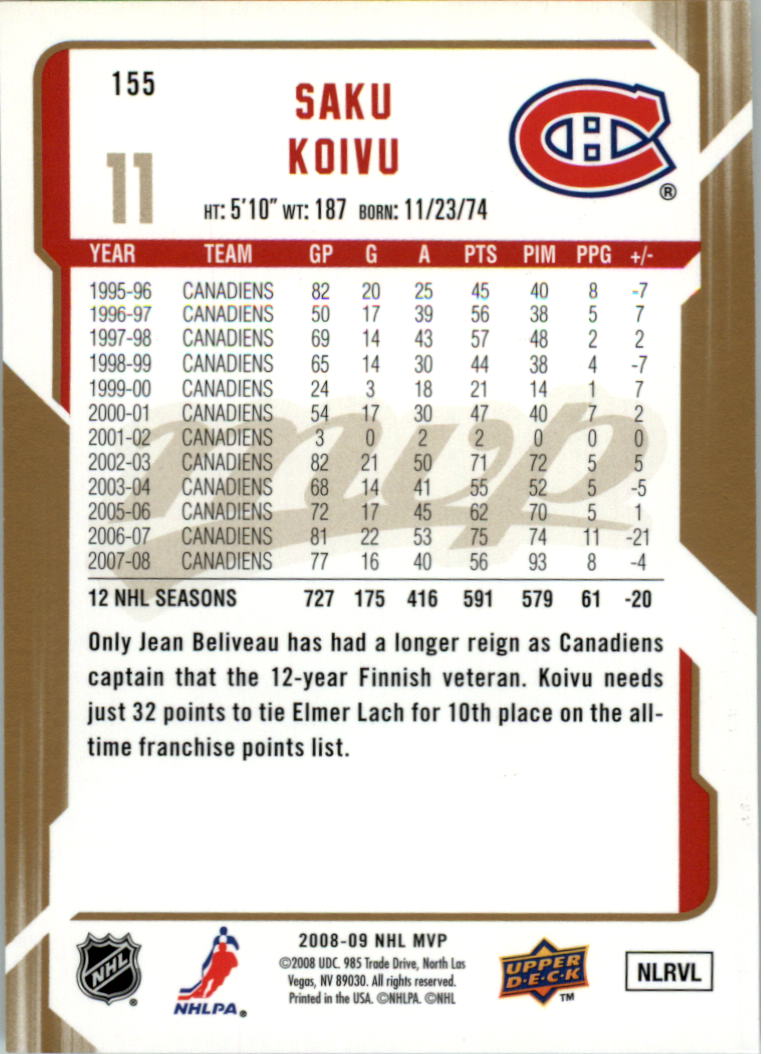 155
SAKU
KOIVU
11
HT: 5'10" WT: 187 BORN: 11/23/74
®
YEAR TEAM GP G A PTS PIM PPG +/-
1995-96 CANADIENS 82 20 25 45 40 8 -7
1996-97 CANADIENS 50 17 39 56 38 5 7
1997-98 CANADIENS 69 14 43 57 48 2 2
1998-99 CANADIENS 65 14 30 44 38 4 -7
1999-00 CANADIENS 24 3 18 21 14 1 7
2000-01 CANADIENS 54 17 30 47 40 7 2
2001-02 CANADIENS 3 0 2 2 0 0 0
2002-03 CANADIENS 82 21 50 71 72 5 5
2003-04 CANADIENS 68 14 41 55 52 5 -5
2005-06 CANADIENS 72 17 45 62 70 5 1
2006-07 CANADIENS 81 22 53 75 74 11 -21
2007-08 CANADIENS 77 16 40 56 93 8 -4
mvp
12 NHL SEASONS 727 175 416 591 579 61 -20
Only Jean Beliveau has had a longer reign as Canadiens
captain that the 12-year Finnish veteran. Koivu needs
just 32 points to tie Elmer Lach for 10th place on the all-
time franchise points list.
NHL ®
NHLPA®
2008-09 NHL MVP
©2008 UDC. 985 Trade Drive, North Las
Vegas, NV 89030. All rights reserved.
Printed in the USA. ©NHLPA. ©NHL
UPPER
D·E·C·K
TM
NLRVL